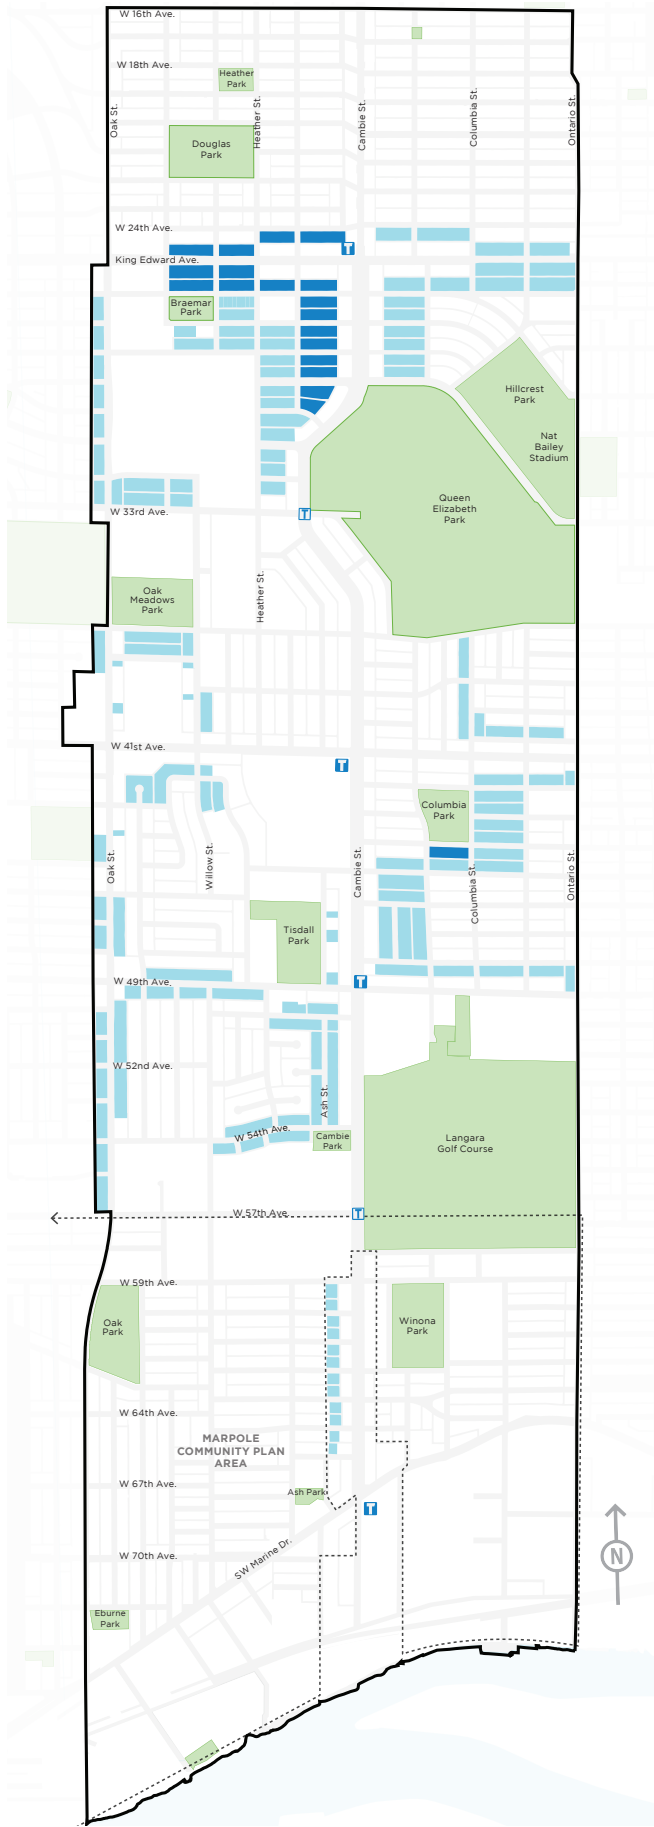 W 16th Ave.
W 18th Ave.
Heather
Park
Oak St.
Heather St.
Cambie St.
Columbia St.
Ontario St.
Douglas
Park
W 24th Ave.
T
King Edward Ave.
Braemar
Park
Hillcrest
Park
Nat
Bailey
Stadium
Queen
Elizabeth
Park
W 33rd Ave.
T
Heather St.
Oak
Meadows
Park
W 41st Ave.
T
Columbia
Park
Oak St.
Willow St.
Cambie St.
Columbia St.
Ontario St.
Tisdall
Park
W 49th Ave.
T
W 52nd Ave.
Ash St.
W 54th Ave.
Cambie
Park
Langara
Golf Course
W 57th Ave.
T
W 59th Ave.
Oak
Park
Winona
Park
W 64th Ave.
MARPOLE
COMMUNITY PLAN
AREA
W 67th Ave.
Ash Park
T
W 70th Ave.
SW Marine Dr.
N
Eburne
Park